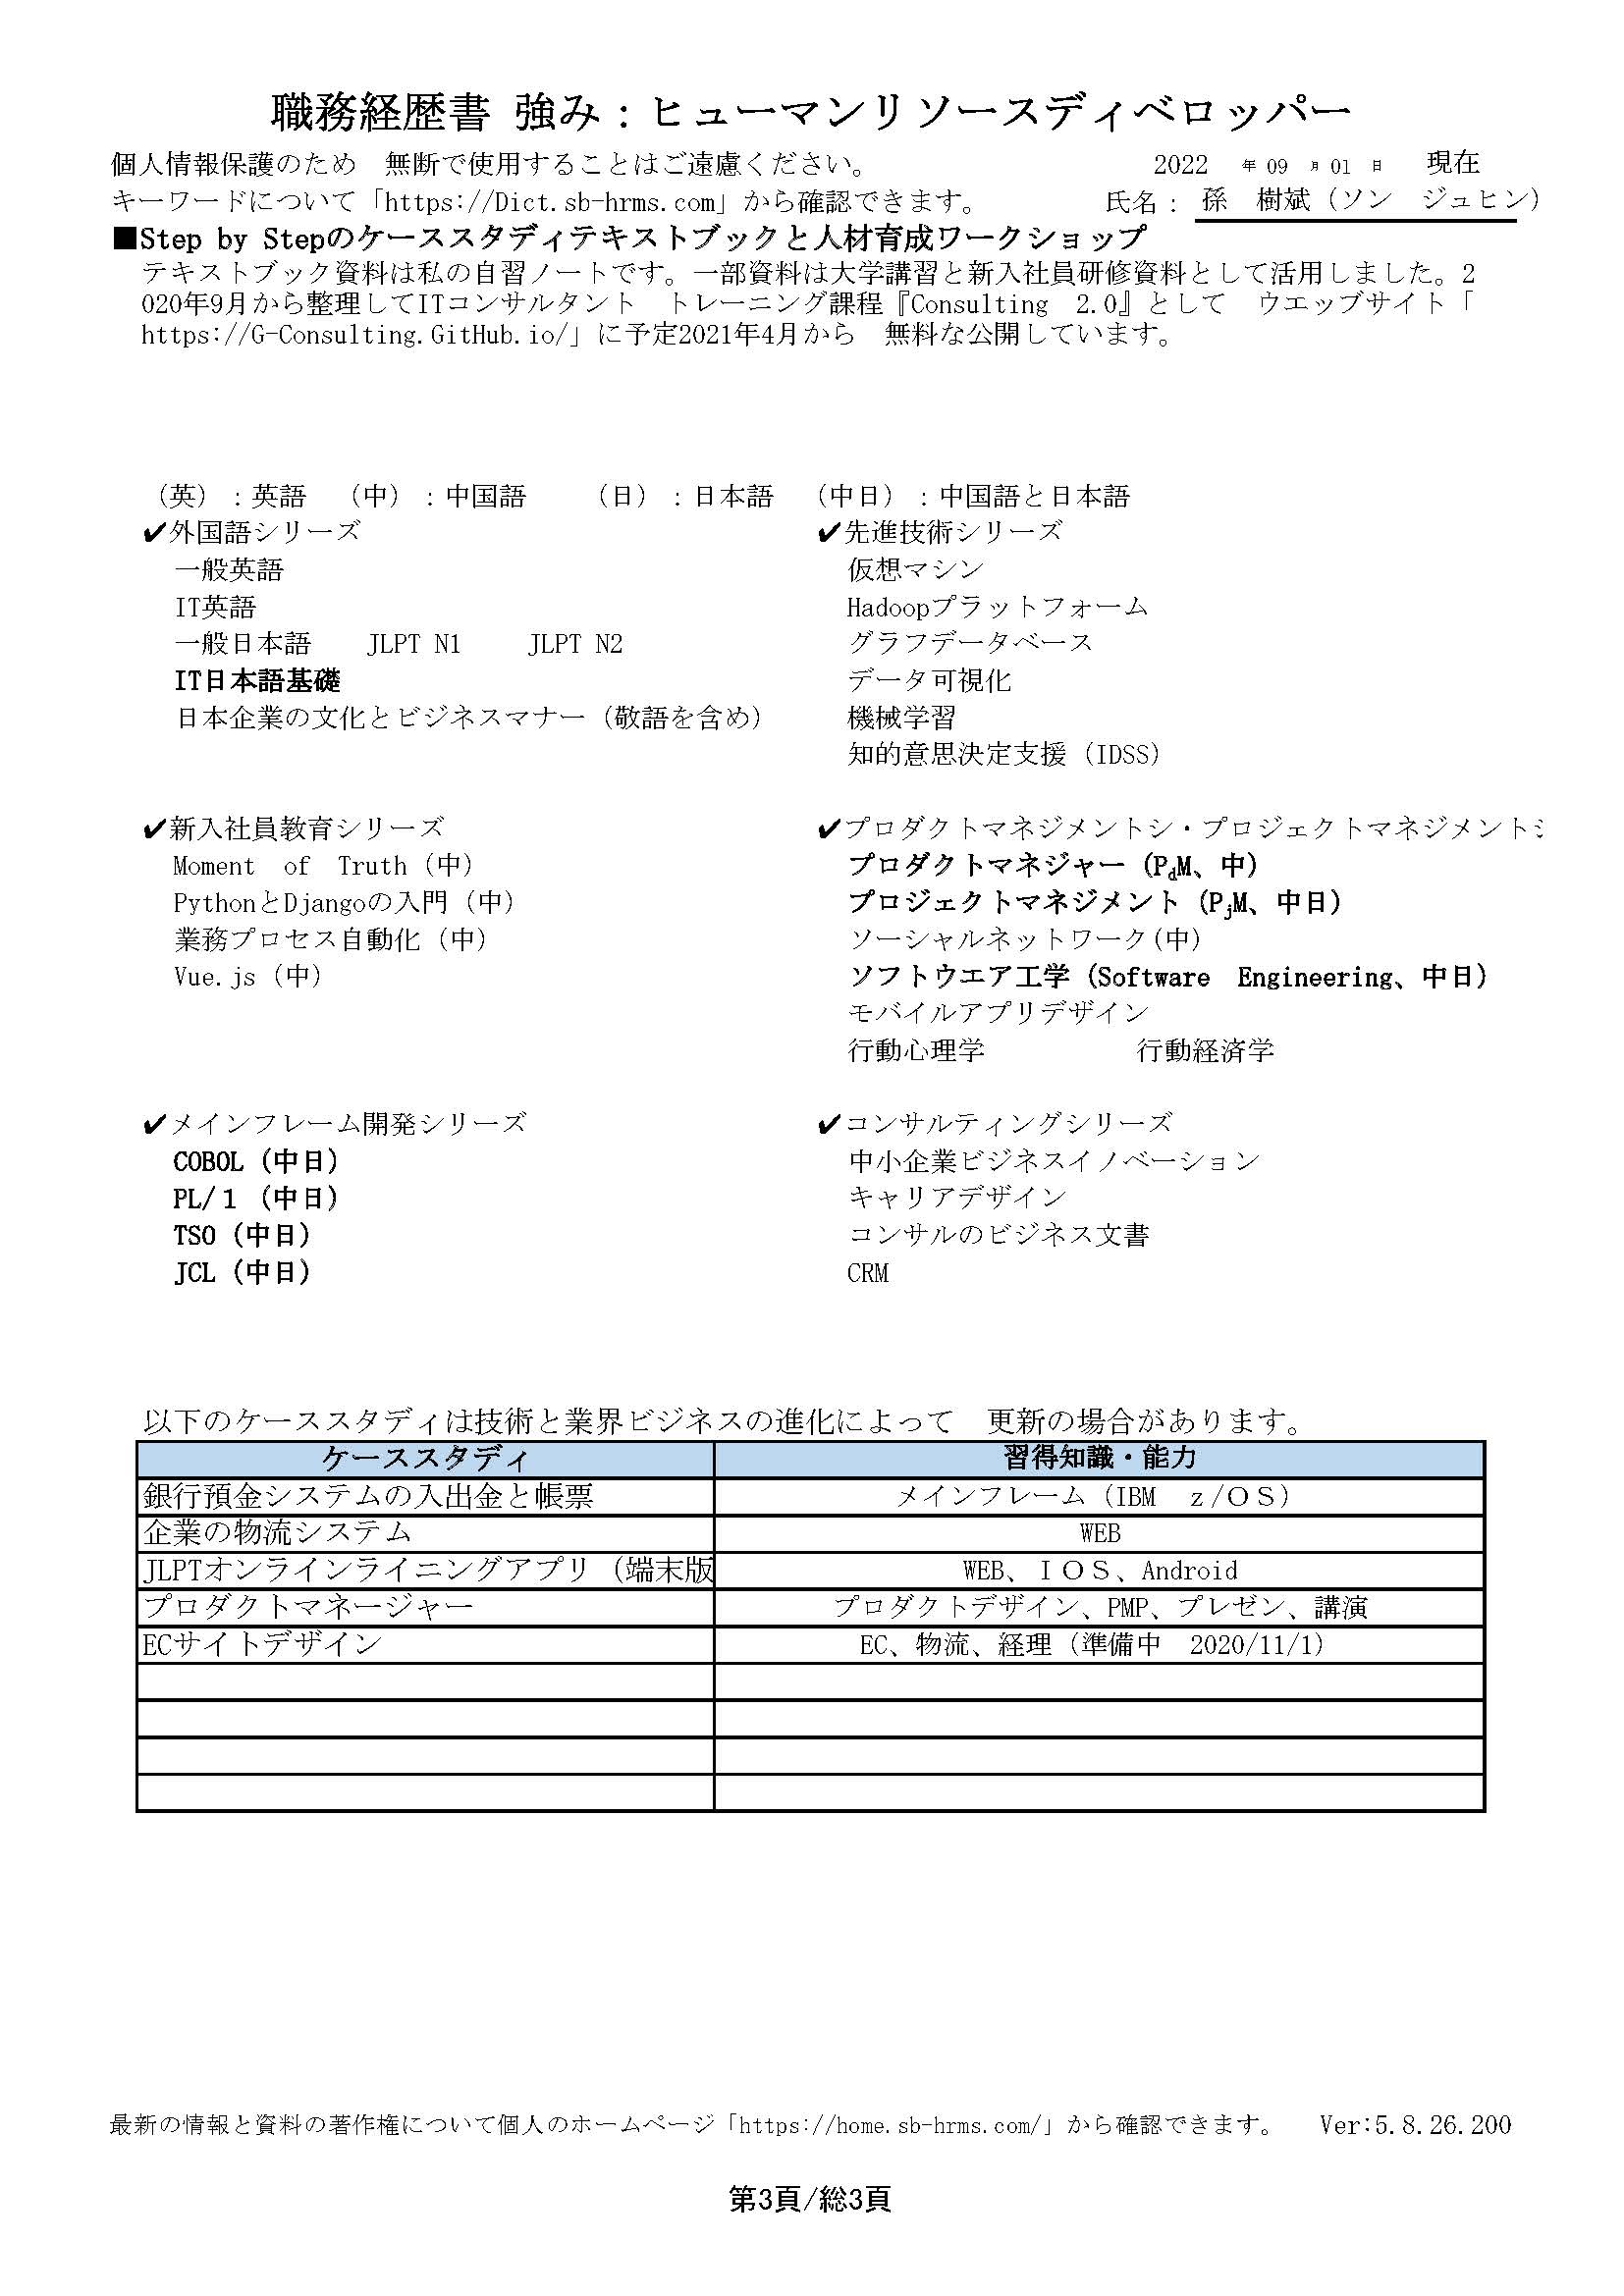 職務経歴書 強み：ヒューマンリソースディベロッパー
個人情報保護のため　無断で使用することはご遠慮ください。 2022 年 09 月 01 日 現在
キーワードについて「https://Dict.sb-hrms.com」から確認できます。 氏名： 孫　樹斌（ソン　ジュヒン）
■Step by Stepのケーススタディテキストブックと人材育成ワークショップ
テキストブック資料は私の自習ノートです。一部資料は大学講習と新入社員研修資料として活用しました。2
020年9月から整理してITコンサルタント　トレーニング課程『Consulting　2.0』として　ウエッブサイト「
https://G-Consulting.GitHub.io/」に予定2021年4月から　無料な公開しています。
（英）：英語　（中）：中国語　　（日）：日本語　（中日）：中国語と日本語
✔外国語シリーズ
一般英語
IT英語
一般日本語　　JLPT N1　　JLPT N2
IT日本語基礎
日本企業の文化とビジネスマナー（敬語を含め）
✔先進技術シリーズ
仮想マシン
Hadoopプラットフォーム
グラフデータベース
データ可視化
機械学習
知的意思決定支援（IDSS）
✔新入社員教育シリーズ
Moment　of　Truth（中）
PythonとDjangoの入門（中）
業務プロセス自動化（中）
Vue.js（中）
✔プロダクトマネジメントシ・プロジェクトマネジメント
プロダクトマネジャー（PdM、中）
プロジェクトマネジメント（PjM、中日）
ソーシャルネットワーク(中）
ソフトウエア工学（Software　Engineering、中日）
モバイルアプリデザイン
行動心理学　　　　　行動経済学
✔メインフレーム開発シリーズ
COBOL（中日）
PL/１（中日）
TSO（中日）
JCL（中日）
✔コンサルティングシリーズ
中小企業ビジネスイノベーション
キャリアデザイン
コンサルのビジネス文書
CRM
以下のケーススタディは技術と業界ビジネスの進化によって　更新の場合があります。
ケーススタディ 習得知識・能力
銀行預金システムの入出金と帳票 メインフレーム（IBM　ｚ/ＯＳ）
企業の物流システム WEB
JLPTオンラインライニングアプリ（端末版 WEB、ＩＯＳ、Android
プロダクトマネージャー プロダクトデザイン、PMP、プレゼン、講演
ECサイトデザイン EC、物流、経理（準備中　2020/11/1）
最新の情報と資料の著作権について個人のホームページ「https://home.sb-hrms.com/」から確認できます。 Ver:5.8.26.200
第3頁/総3頁